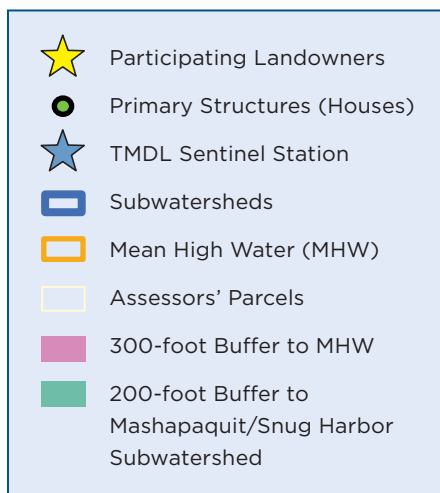 Participating Landowners
Primary Structures (Houses)
TMDL Sentinel Station
Subwatersheds
Mean High Water (MHW)
Assessors' Parcels
300-foot Buffer to MHW
200-foot Buffer to
Mashapaquit/Snug Harbor
Subwatershed